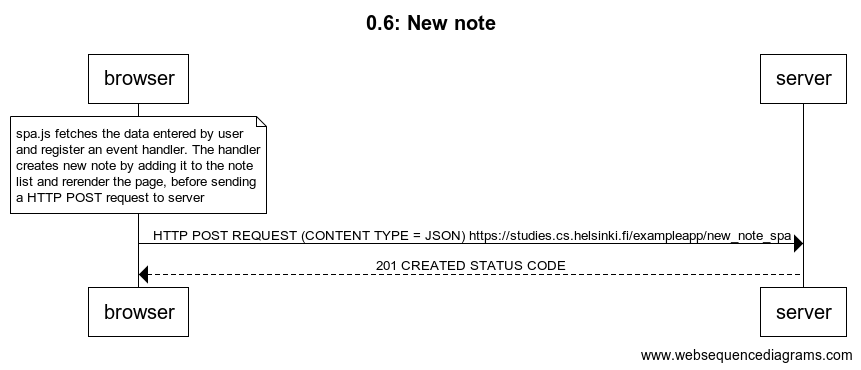 0.6: New note
browser
server
spa.js fetches the data entered by user
and register an event handler. The handler
creates new note by adding it to the note
list and rerender the page, before sending
a HTTP POST request to server
HTTP POST REQUEST (CONTENT TYPE = JSON) https://studies.cs.helsinki.fi/exampleapp/new_note_spa
201 CREATED STATUS CODE
browser
server
www.websequencediagrams.com